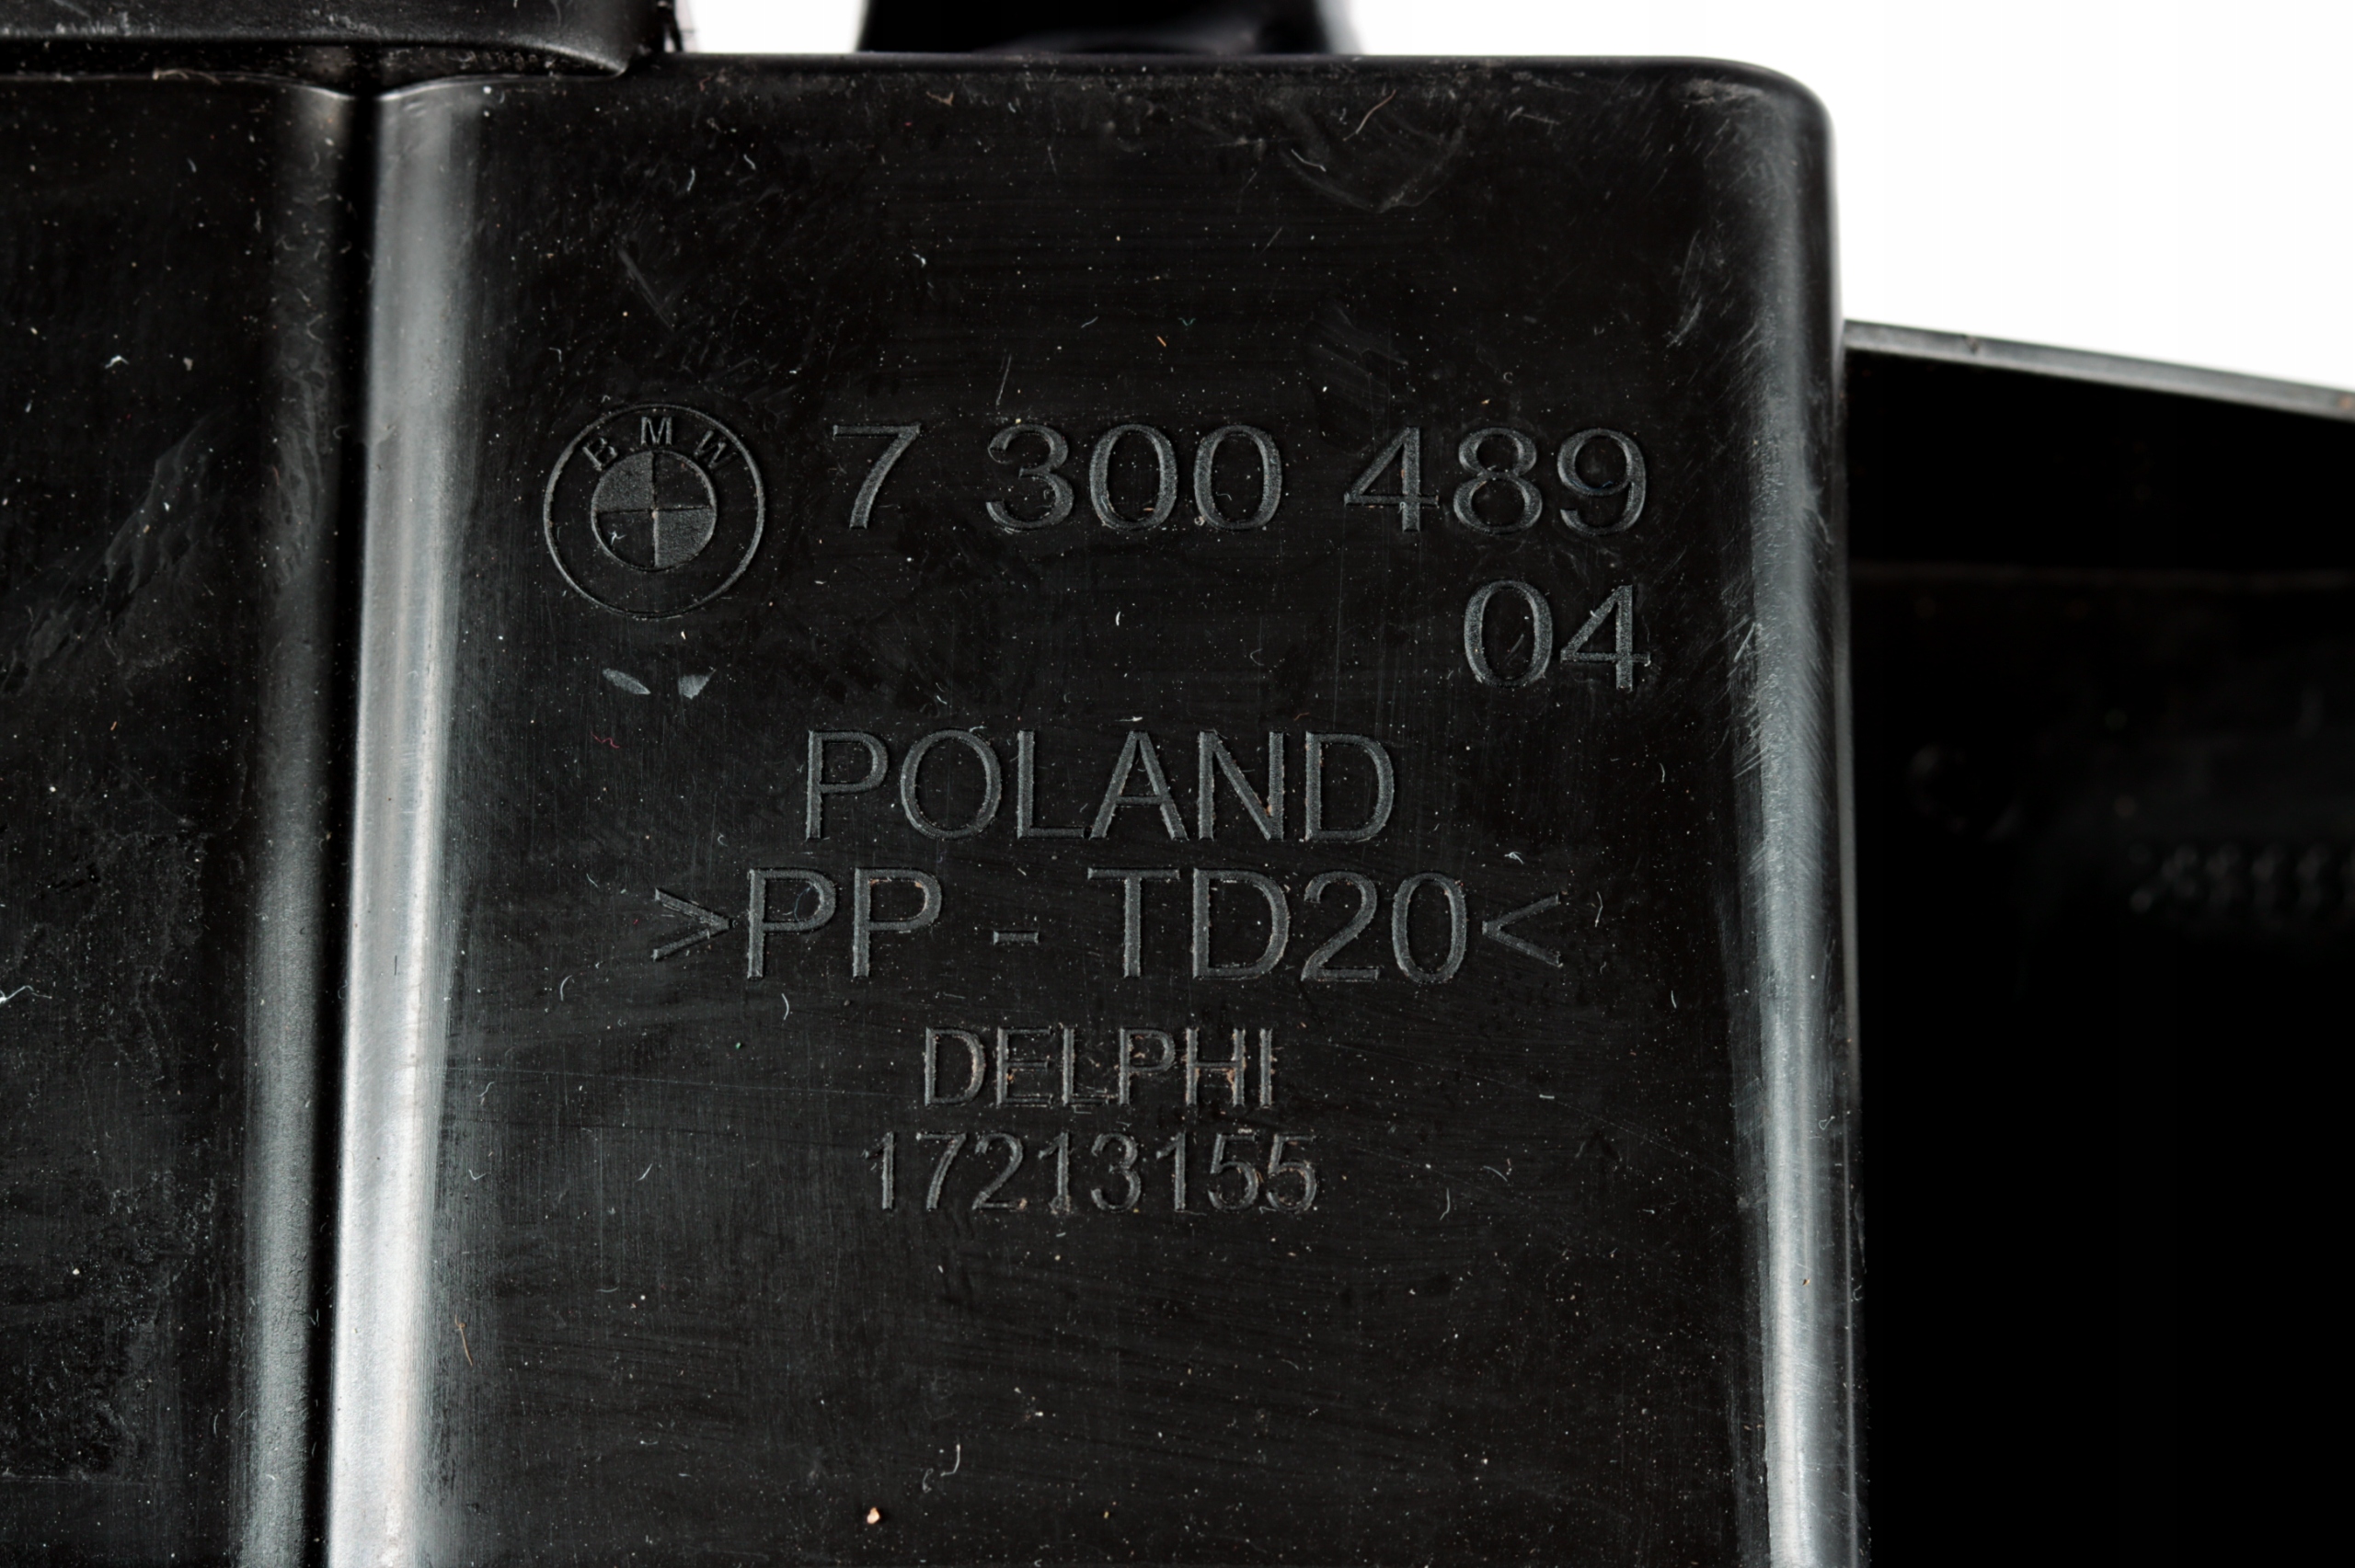 BMW 7 300 489
04
POLAND
>PP - TD20<
DELPHI
17213155